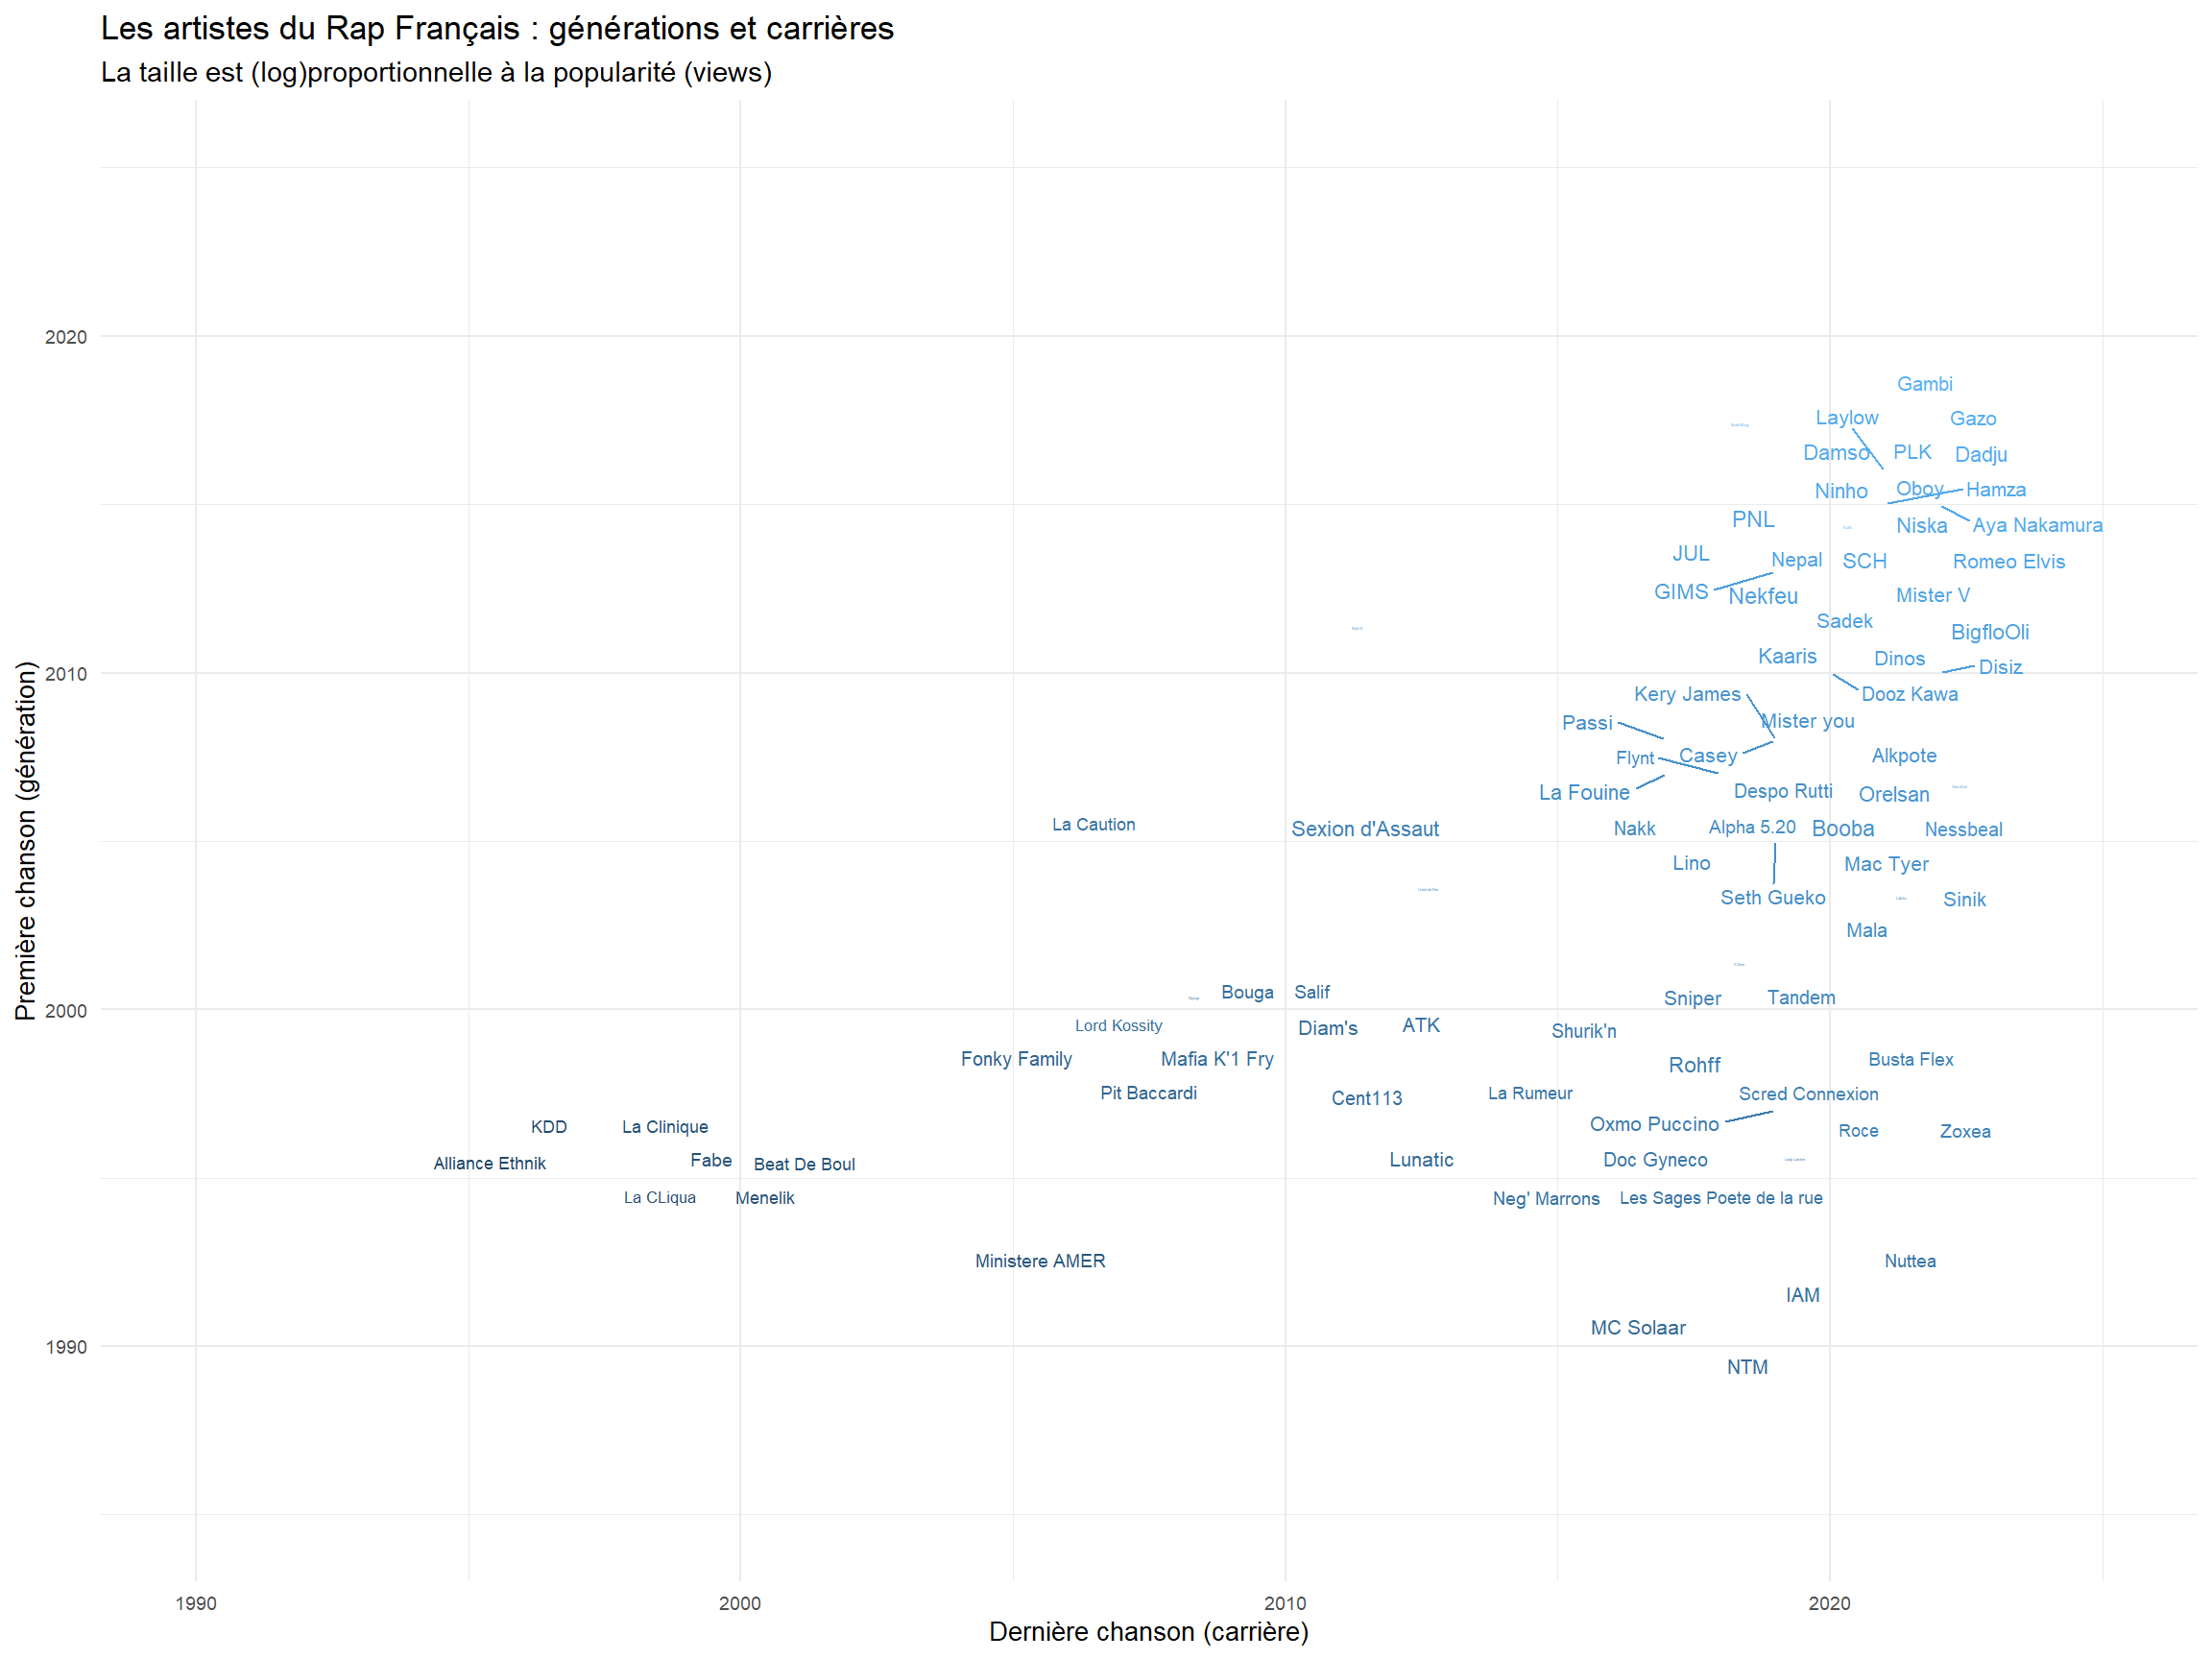 Les artistes du Rap Français : générations et carrières
La taille est (log)proportionnelle à la popularité (views)
Première chanson (génération)
2020
2010
2000
1990
Gambi
Laylow
Gazo
Damso
PLK
Dadju
Ninho
Oboy
Hamza
PNL
Niska
Aya Nakamura
JUL
Nepal
SCH
Romeo Elvis
GIMS
Nekfeu
Mister V
Sadek
BigfloOli
Kaaris
Dinos
Disiz
Kery James
Dooz Kawa
Passi
Mister you
Flynt
Casey
Alkpote
La Fouine
Despo Rutti
Orelsan
La Caution
Sexion d'Assaut
Nakk
Alpha 5.20
Booba
Nessbeal
Lino
Mac Tyer
Seth Gueko
Sinik
Mala
Bouga
Salif
Sniper
Tandem
Lord Kossity
Diam's
ATK
Shurik'n
Fonky Family
Mafia K'1 Fry
Rohff
Busta Flex
Pit Baccardi
Cent113
La Rumeur
Scred Connexion
KDD
La Clinique
Oxmo Puccino
Roce
Zoxea
Alliance Ethnik
Fabe
Beat De Boul
Lunatic
Doc Gyneco
La CLiqua
Menelik
Neg' Marrons
Les Sages Poete de la rue
Ministere AMER
Nuttea
IAM
MC Solaar
NTM
1990
2000
2010
2020
Dernière chanson (carrière)